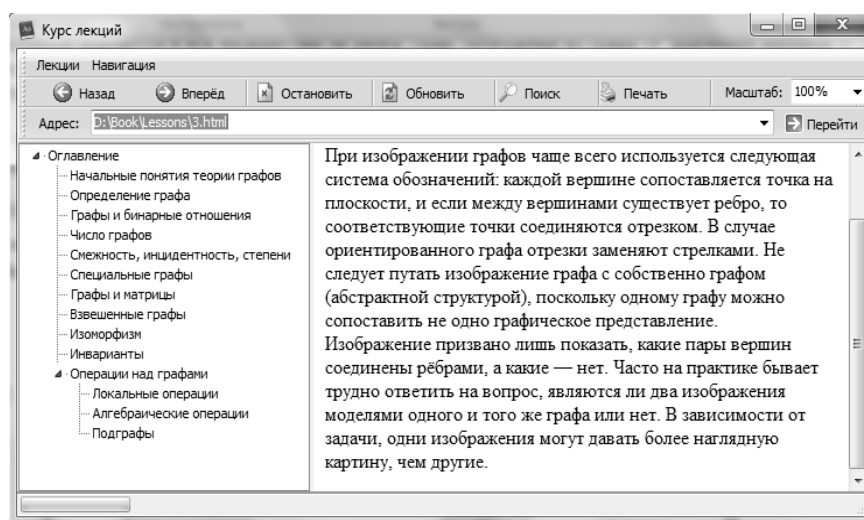 Курс лекций
Лекции Навигация
Назад Вперёд Остановить Обновить Поиск Печать Масштаб: 100%
Адрес: D:\Book\Lessons\3.html Перейти
Оглавление
Начальные понятия теории графов
Определение графа
Графы и бинарные отношения
Число графов
Смежность, инцидентность, степени
Специальные графы
Графы и матрицы
Взвешенные графы
Изоморфизм
Инварианты
Операции над графами
Локальные операции
Алгебраические операции
Подграфы
При изображении графов чаще всего используется следующая
система обозначений: каждой вершине сопоставляется точка на
плоскости, и если между вершинами существует ребро, то
соответствующие точки соединяются отрезком. В случае
ориентированного графа отрезки заменяют стрелками. Не
следует путать изображение графа с собственно графом
(абстрактной структурой), поскольку одному графу можно
сопоставить не одно графическое представление.
Изображение призвано лишь показать, какие пары вершин
соединены рёбрами, а какие — нет. Часто на практике бывает
трудно ответить на вопрос, являются ли два изображения
моделями одного и того же графа или нет. В зависимости от
задачи, одни изображения могут давать более наглядную
картину, чем другие.